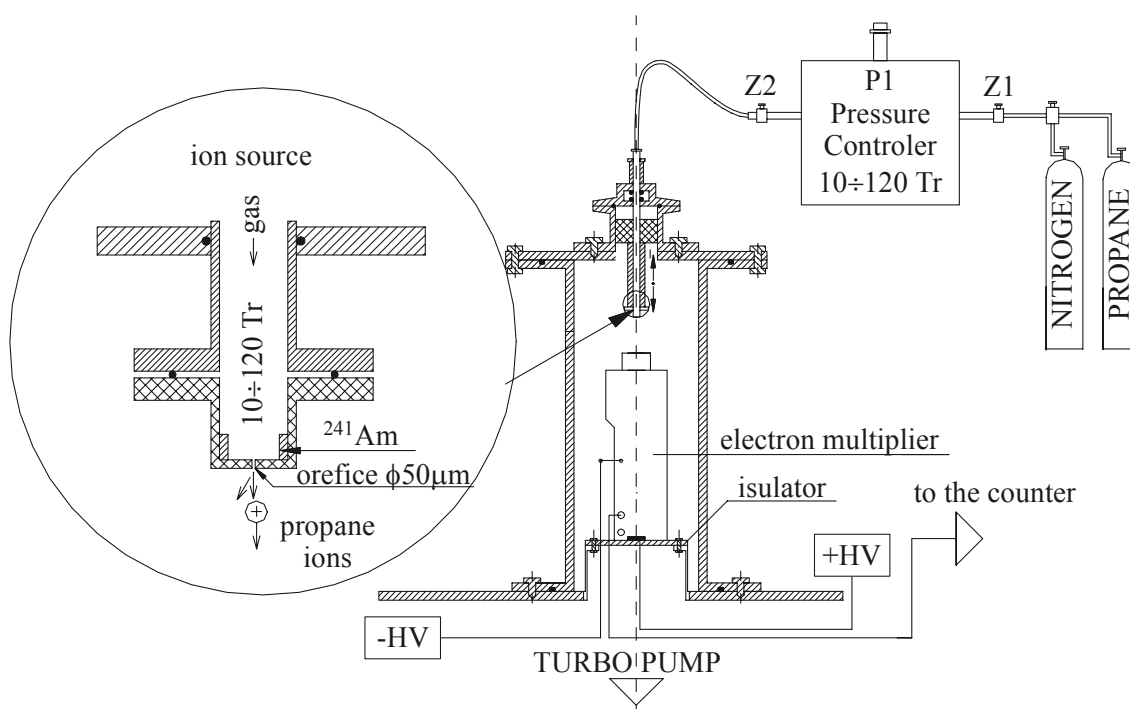 ion source
gas
10÷120 Tr
²⁴¹Am
orefice ϕ50μm
propane
ions
Z2
P1
Pressure
Controler
10÷120 Tr
Z1
NITROGEN
PROPANE
electron multiplier
isulator
to the counter
+HV
-HV
TURBO PUMP